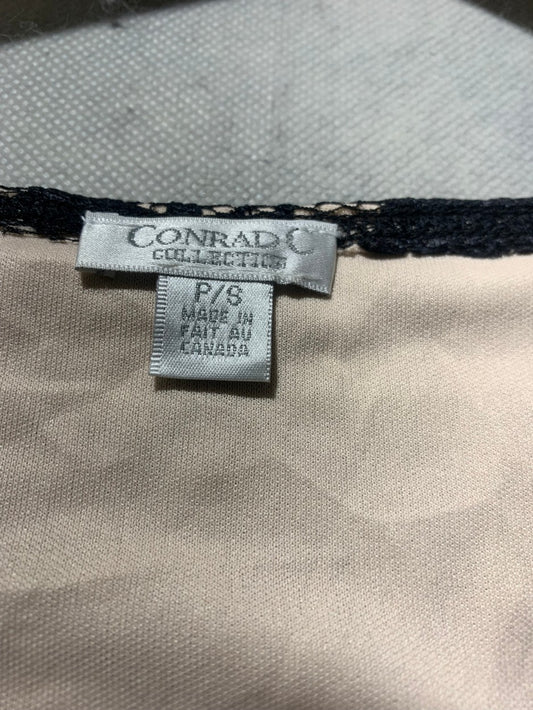 CONRAD C
COLLECTION
P/S
MADE IN
FAIT AU
CANADA